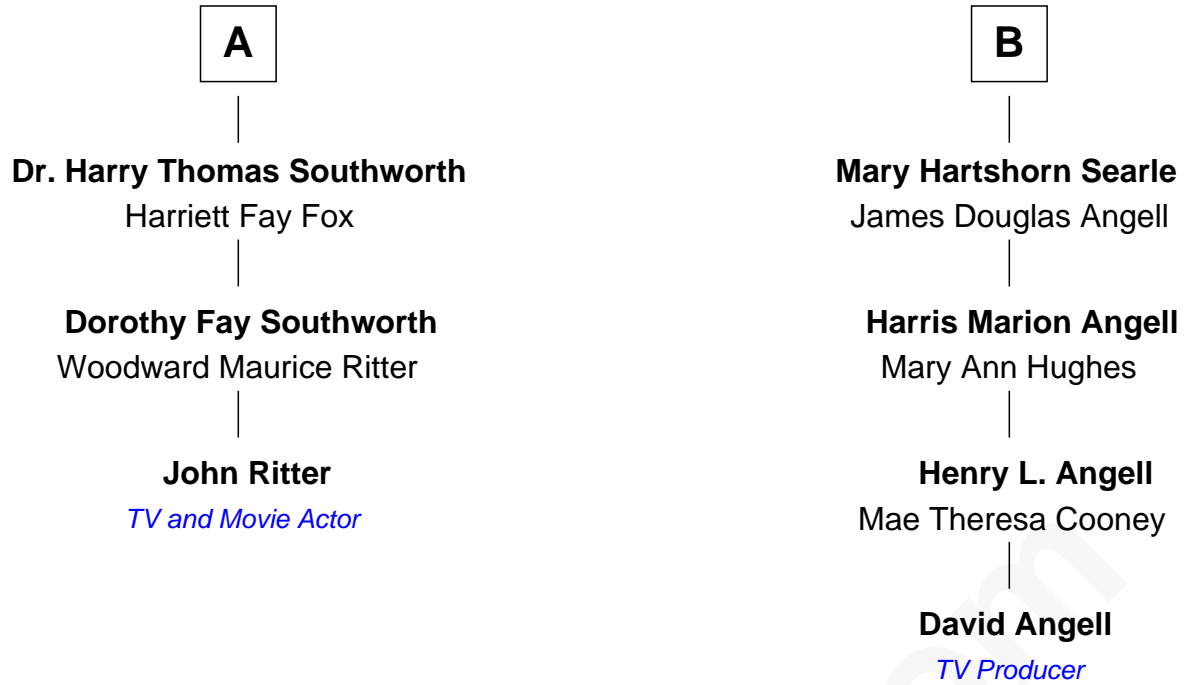 A
Dr. Harry Thomas Southworth
Harriett Fay Fox
Dorothy Fay Southworth
Woodward Maurice Ritter
John Ritter
TV and Movie Actor
B
Mary Hartshorn Searle
James Douglas Angell
Harris Marion Angell
Mary Ann Hughes
Henry L. Angell
Mae Theresa Cooney
David Angell
TV Producer